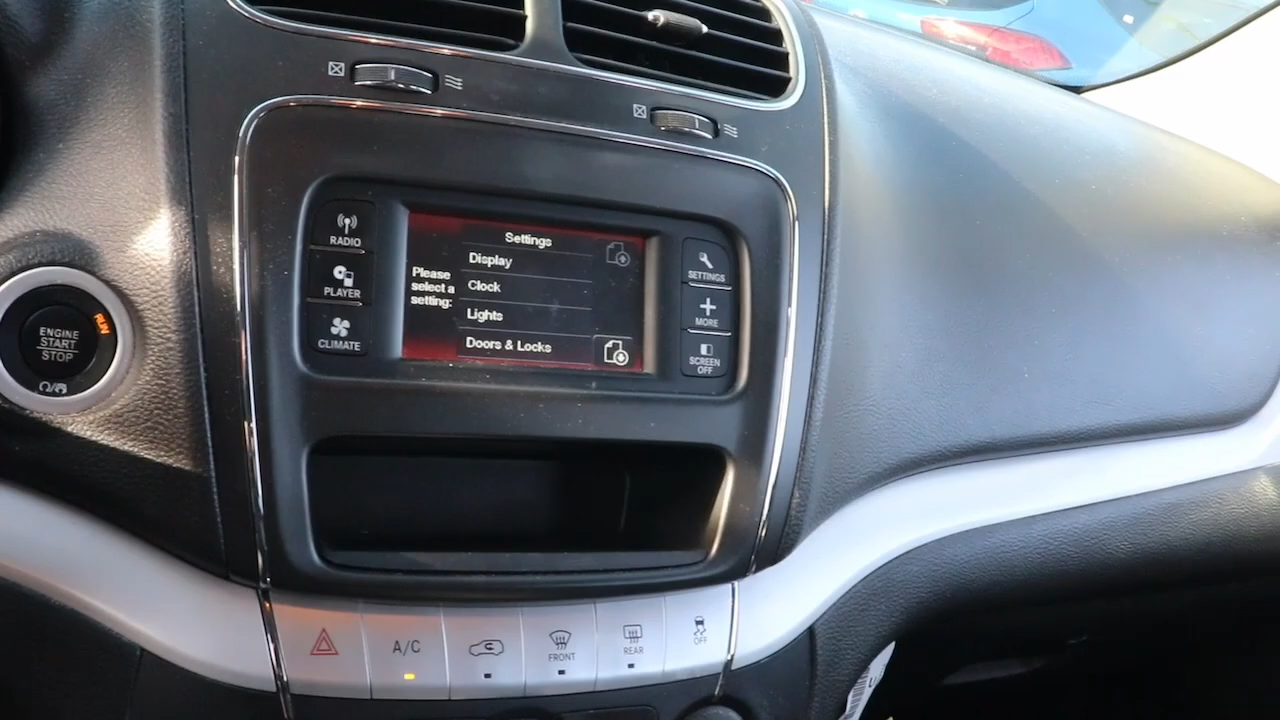 RADIO
PLAYER
CLIMATE
Settings
Please
select a
setting:
Display
Clock
Lights
Doors & Locks
SETTINGS
MORE
SCREEN
OFF
ENGINE
START
STOP
RUN
A/C
FRONT
REAR
OFF